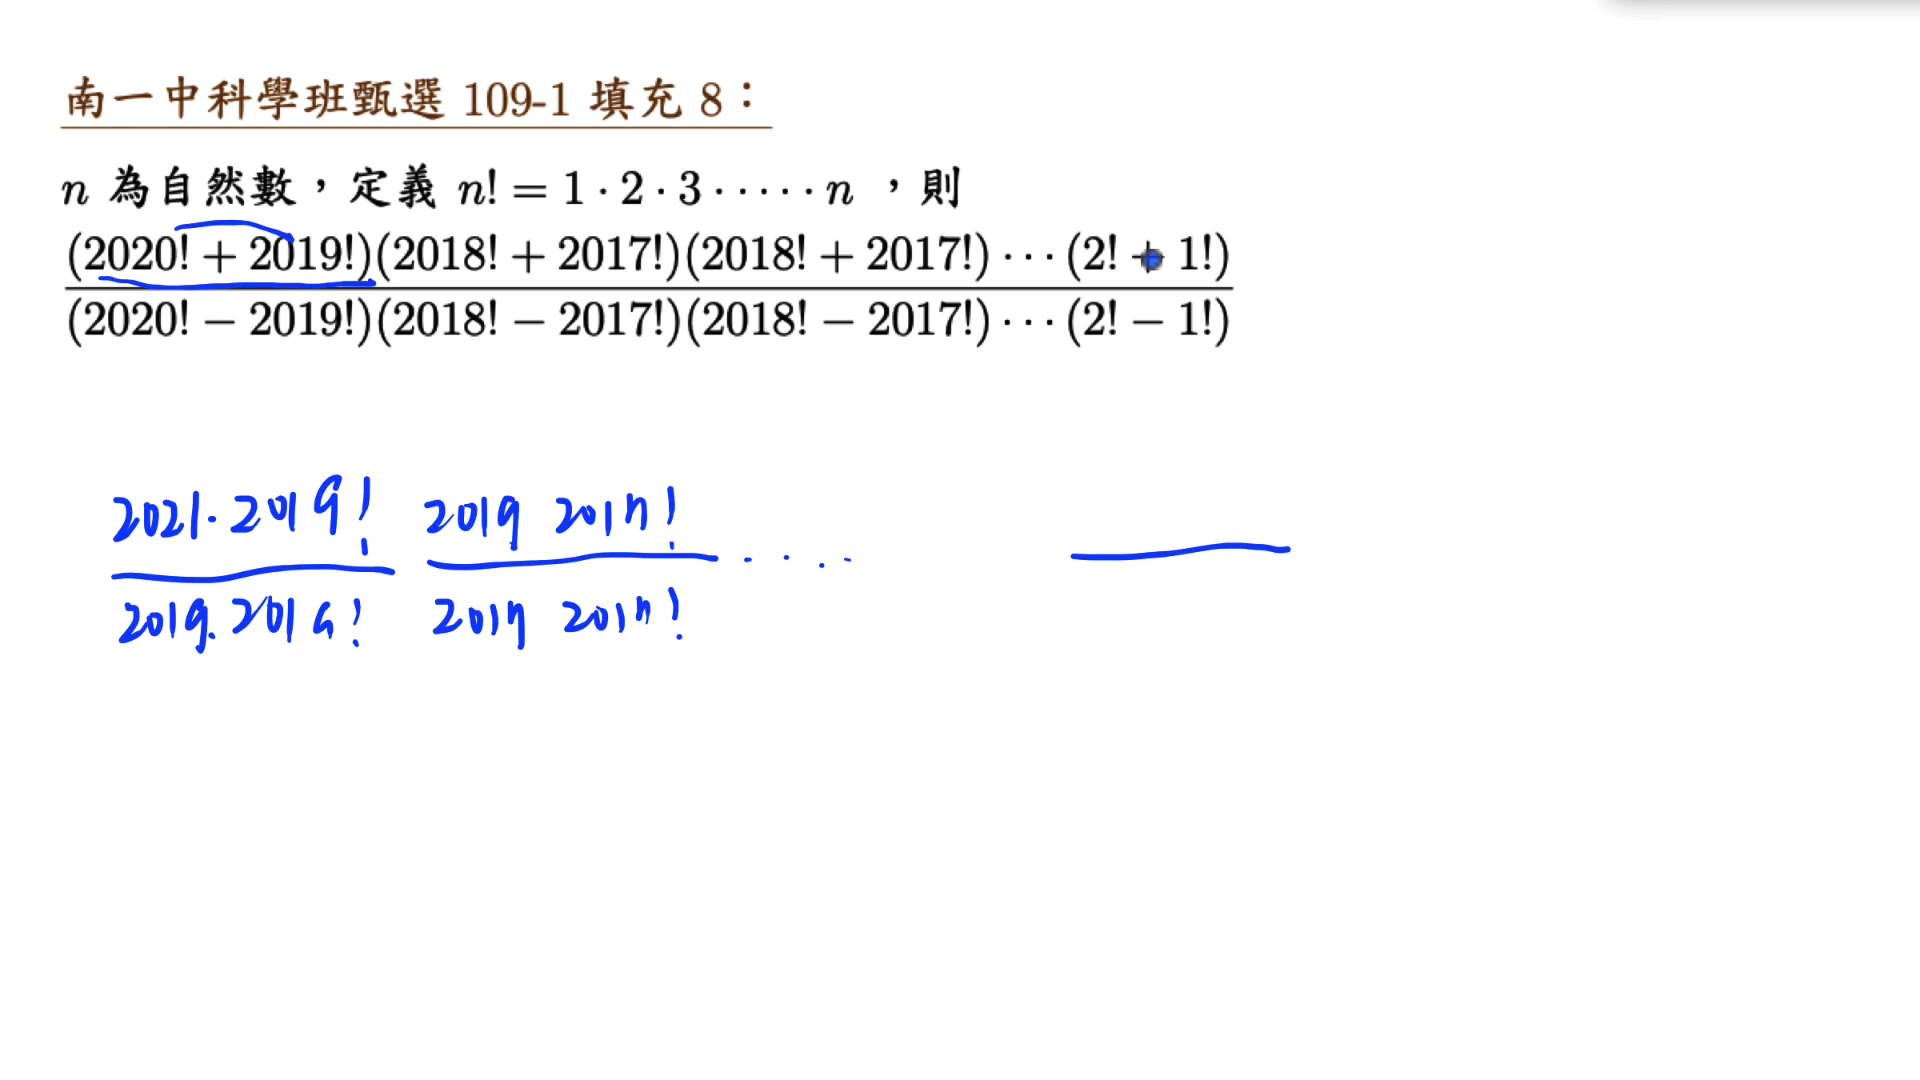 南一中科學班甄選 109-1 填充 8：
n 為自然數，定義 n! = 1 · 2 · 3 · · · · · n ，則
(2020! + 2019!)(2018! + 2017!)(2018! + 2017!) · · · (2! + 1!)
(2020! − 2019!)(2018! − 2017!)(2018! − 2017!) · · · (2! − 1!)
2021. 2019! 2019 2017! . . . .
2019. 2019! 2017 2017!